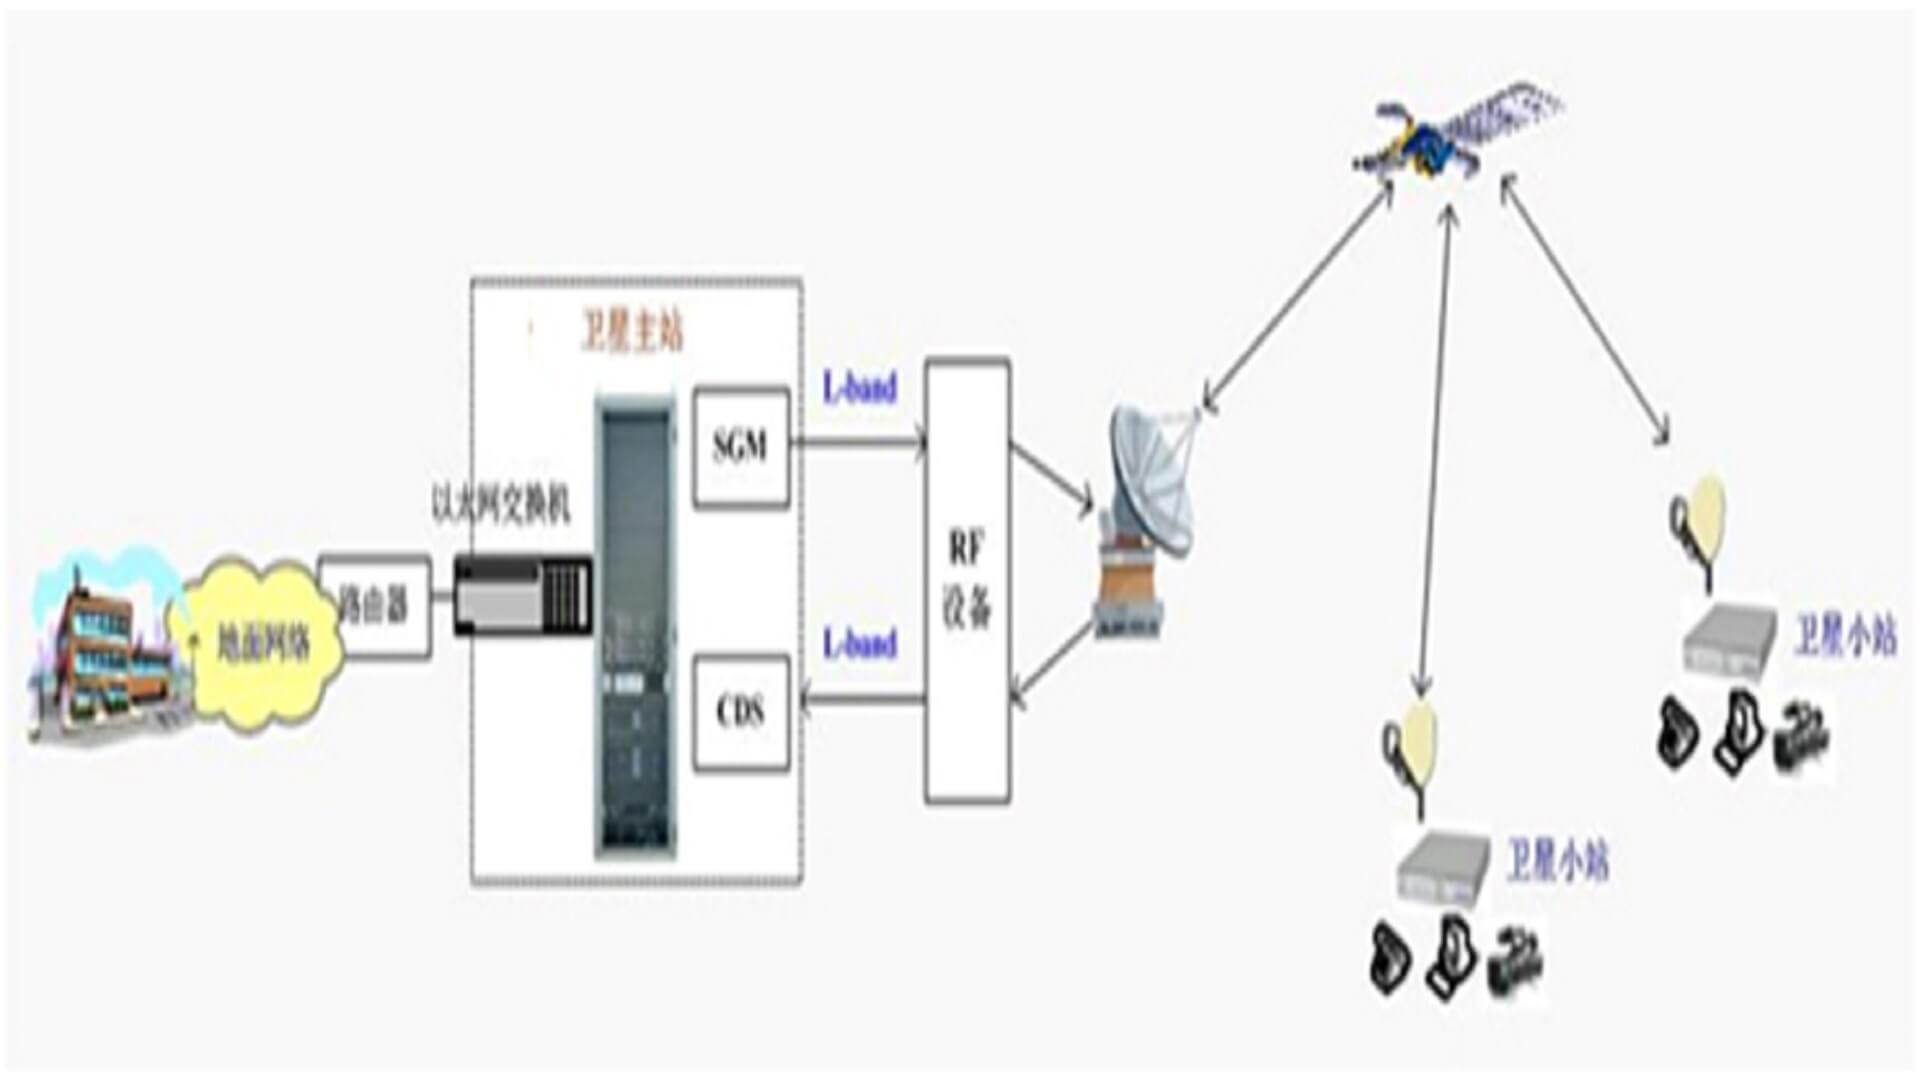 卫星主站
L-band
SGM
以太网交换机
RF
设备
路由器
地面网络
L-band
卫星小站
CDS
卫星小站